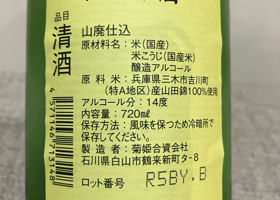 品目
清酒
山廃仕込
原材料名：米（国産）
米こうじ（国産）
醸造アルコール
原料米：兵庫県三木市吉川町
（特A地区）産山田錦100%使用
アルコール分：14度
内容量：720㎖
保存方法：風味を保つため冷暗所で
保存してください。
製造者：菊姫合資会社
石川県白山市鶴来新町タ-8
ロット番号 R5BY.B
4571146713148